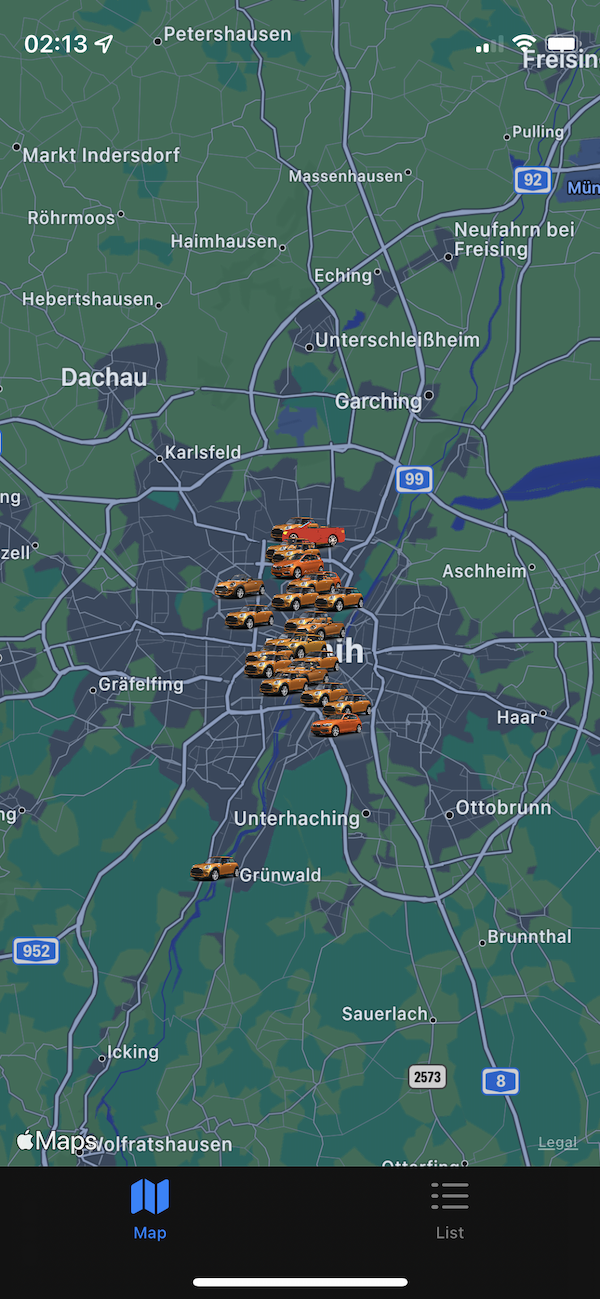 02:13
Petershausen
Freisin
Pulling
Markt Indersdorf
Massenhausen
92
Mün
Röhrmoos
Haimhausen
Neufahrn bei
Freising
Eching
Hebertshausen
Unterschleißheim
Dachau
Garching
Karlsfeld
99
ng
zell
Aschheim
ih
Gräfelfing
Haar
ng
Unterhaching
Ottobrunn
Grünwald
952
Brunnthal
Sauerlach
Icking
2573
8
Maps
Wolfratshausen
Legal
Otterfing
Map
List